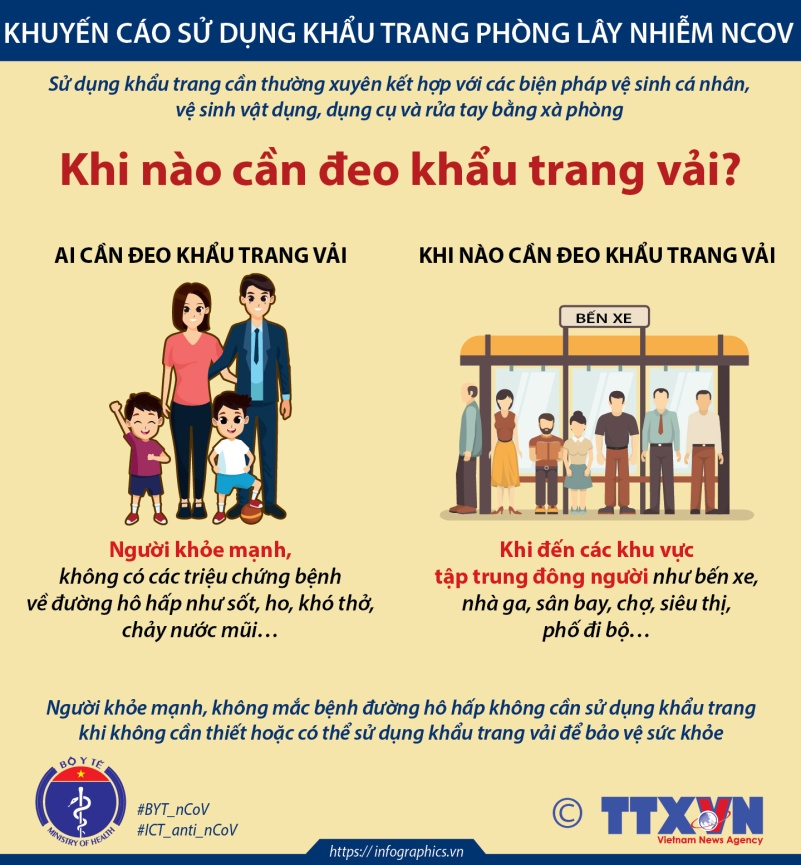 KHUYẾN CÁO SỬ DỤNG KHẨU TRANG PHÒNG LÂY NHIỄM NCOV
Sử dụng khẩu trang cần thường xuyên kết hợp với các biện pháp vệ sinh cá nhân,
vệ sinh vật dụng, dụng cụ và rửa tay bằng xà phòng
Khi nào cần đeo khẩu trang vải?
AI CẦN ĐEO KHẨU TRANG VẢI
Người khỏe mạnh,
không có các triệu chứng bệnh
về đường hô hấp như sốt, ho, khó thở,
chảy nước mũi...
KHI NÀO CẦN ĐEO KHẨU TRANG VẢI
BẾN XE
Khi đến các khu vực
tập trung đông người như bến xe,
nhà ga, sân bay, chợ, siêu thị,
phố đi bộ...
Người khỏe mạnh, không mắc bệnh đường hô hấp không cần sử dụng khẩu trang
khi không cần thiết hoặc có thể sử dụng khẩu trang vải để bảo vệ sức khỏe
BỘ Y TẾ
MINISTRY OF HEALTH
#BYT_nCoV
#ICT_anti_nCoV
© TTXVN
Vietnam News Agency
https:// infographics.vn